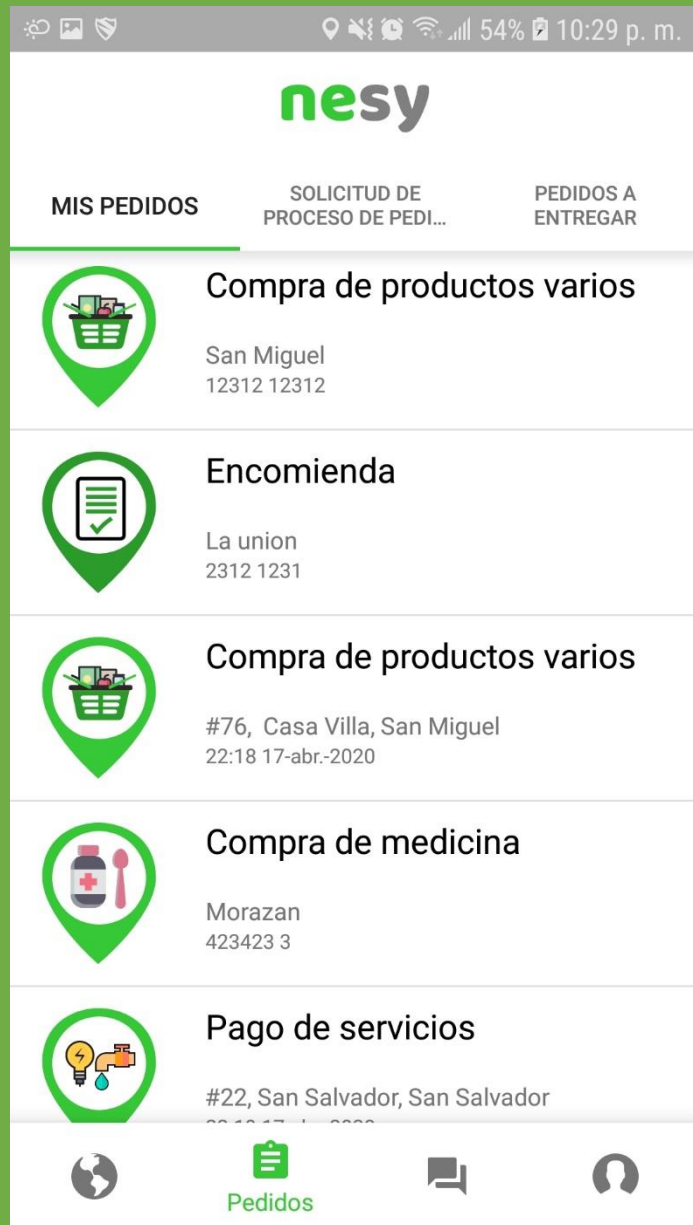 54% 10:29 p. m.
nesy
MIS PEDIDOS
SOLICITUD DE
PROCESO DE PEDI...
PEDIDOS A
ENTREGAR
Compra de productos varios
San Miguel
12312 12312
Encomienda
La union
2312 1231
Compra de productos varios
#76, Casa Villa, San Miguel
22:18 17-abr.-2020
Compra de medicina
Morazan
423423 3
Pago de servicios
#22, San Salvador, San Salvador
Pedidos